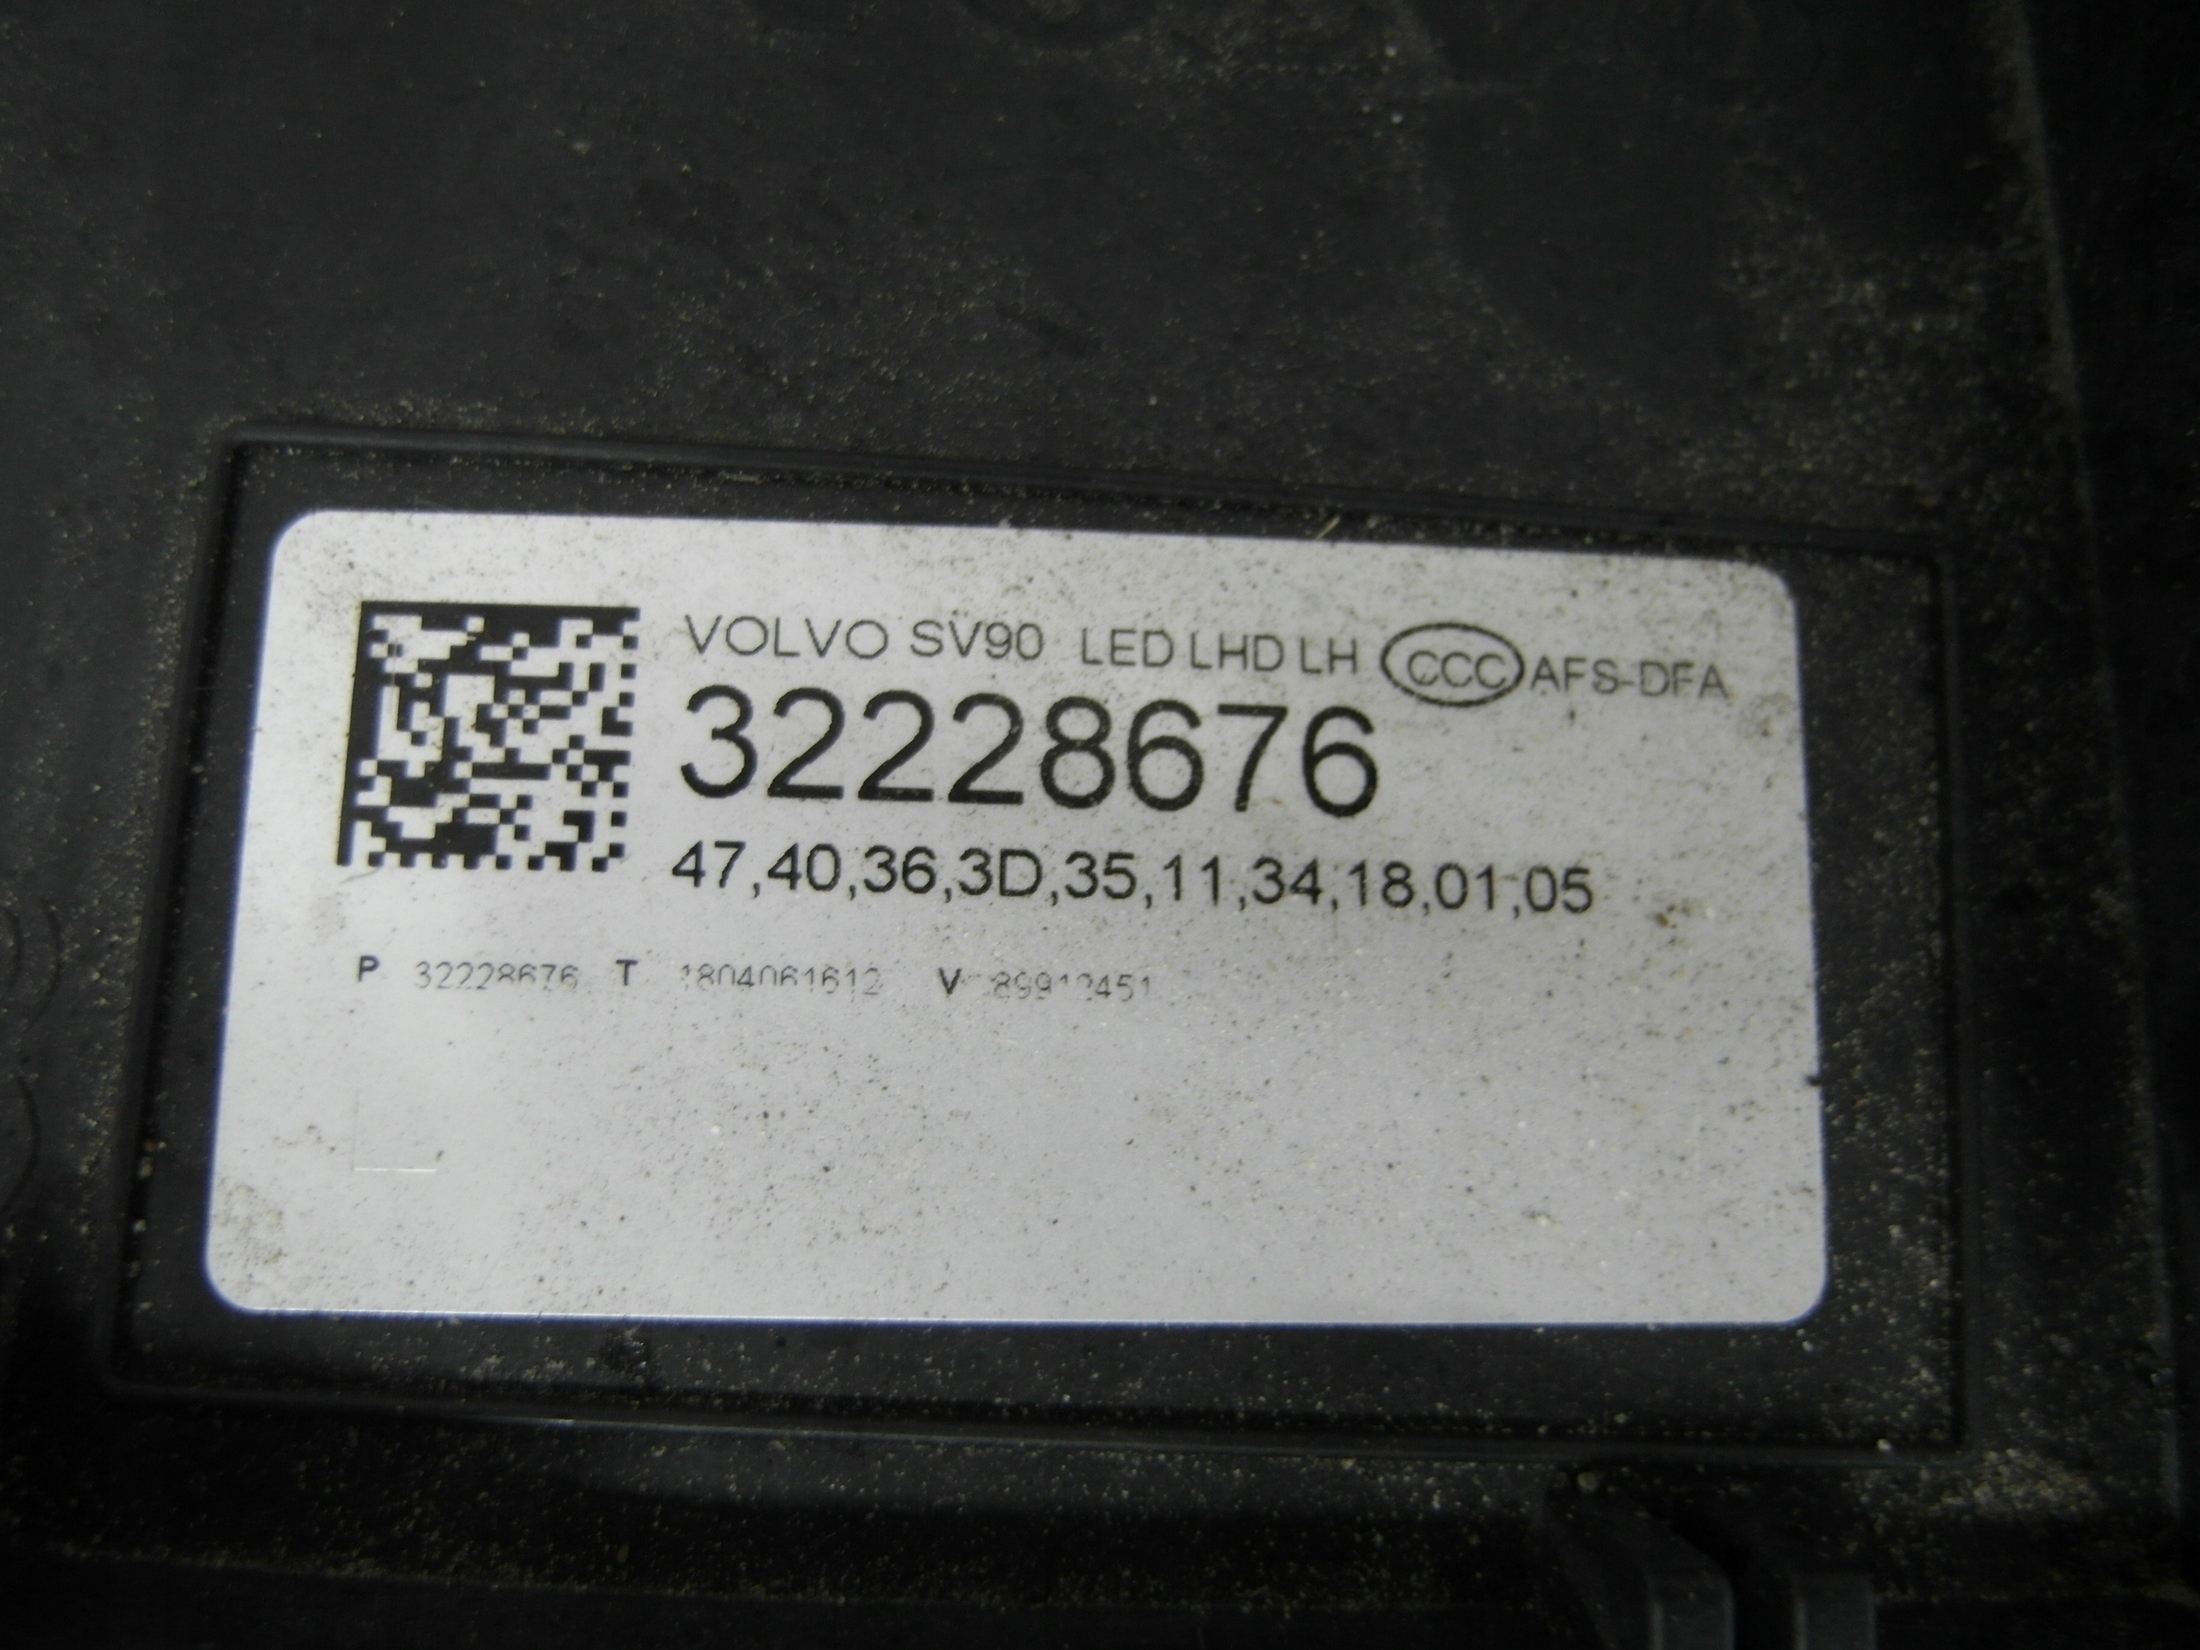 VOLVO SV90 LED LHD LH CCC AFS-DFA
32228676
47,40,36,3D,35,11,34,18,01,05
P 32228676 T 1804061612 V 89912451